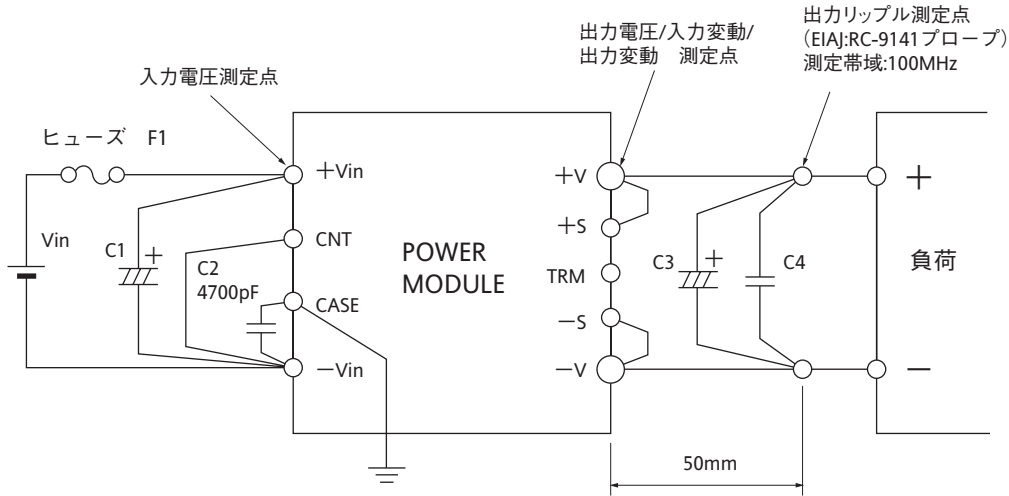 出力リップル測定点
(EIAJ:RC-9141プローブ)
測定帯域:100MHz
出力電圧/入力変動/
出力変動　測定点
入力電圧測定点
ヒューズ　F1
+Vin
+V
+
Vin
CNT
+S
C1
+
C2
4700pF
POWER
MODULE
TRM
C3
+
C4
負荷
CASE
−S
−Vin
−V
−
50mm